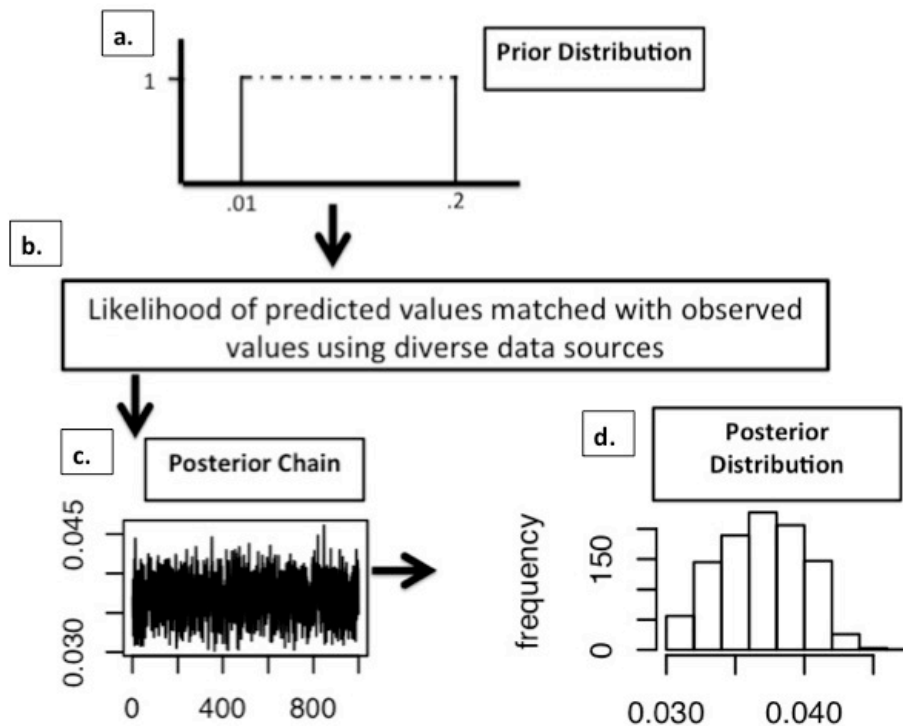 a.
Prior Distribution
1
.01
.2
b.
Likelihood of predicted values matched with observed
values using diverse data sources
c.
Posterior Chain
0.045
0.030
0
400
800
d.
Posterior
Distribution
frequency
150
0
0.030
0.040